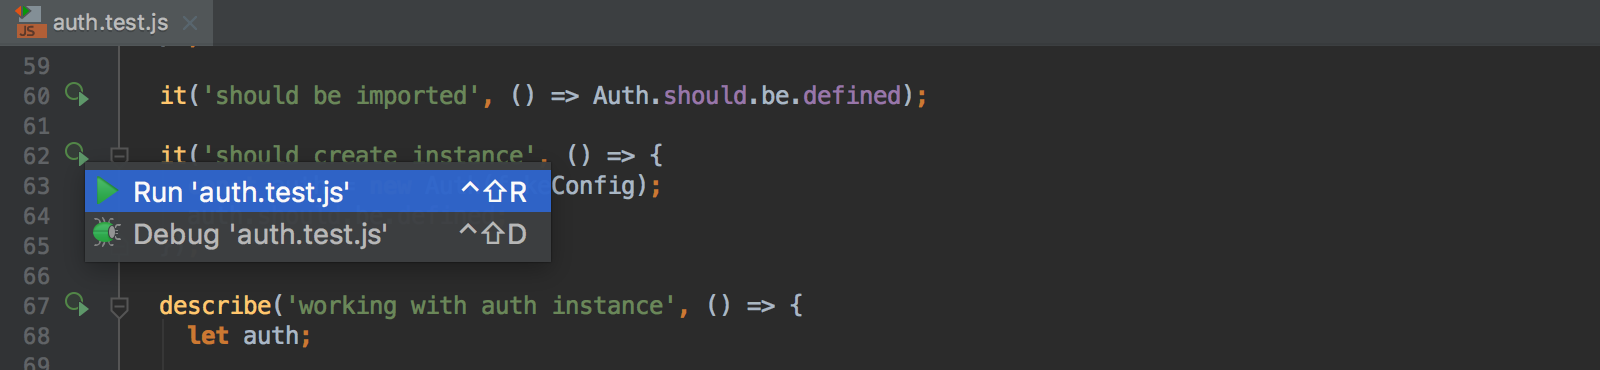 JS auth.test.js
59
60 it('should be imported', () => Auth.should.be.defined);
61
62 it('should create instance', () => {
63 new Config);
Run 'auth.test.js' ^⇧R
64
Debug 'auth.test.js' ^⇧D
65
66
67 describe('working with auth instance', () => {
68 let auth;
69